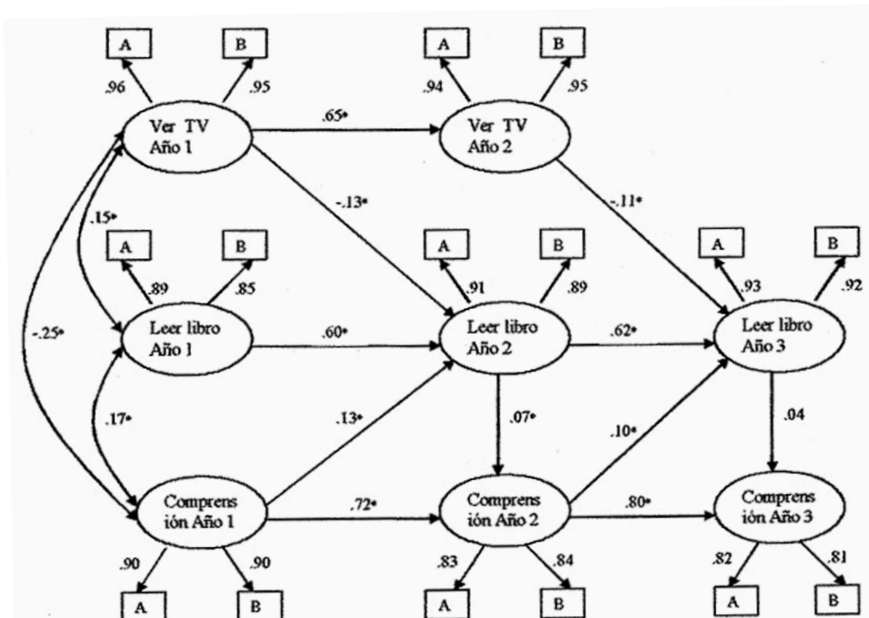 A B A B
.96 .95 .94 .95
Ver TV
Año 1
.65*
Ver TV
Año 2
-.13*
-.11*
.15*
A B A B A B
.89 .85 .91 .89 .93 .92
-.25*
Leer libro
Año 1
.60*
Leer libro
Año 2
.62*
Leer libro
Año 3
.17*
.13*
.07*
.10*
.04
Comprens
ión Año 1
.72*
Comprens
ión Año 2
.80*
Comprens
ión Año 3
.90 .90 .83 .84 .82 .81
A B A B A B